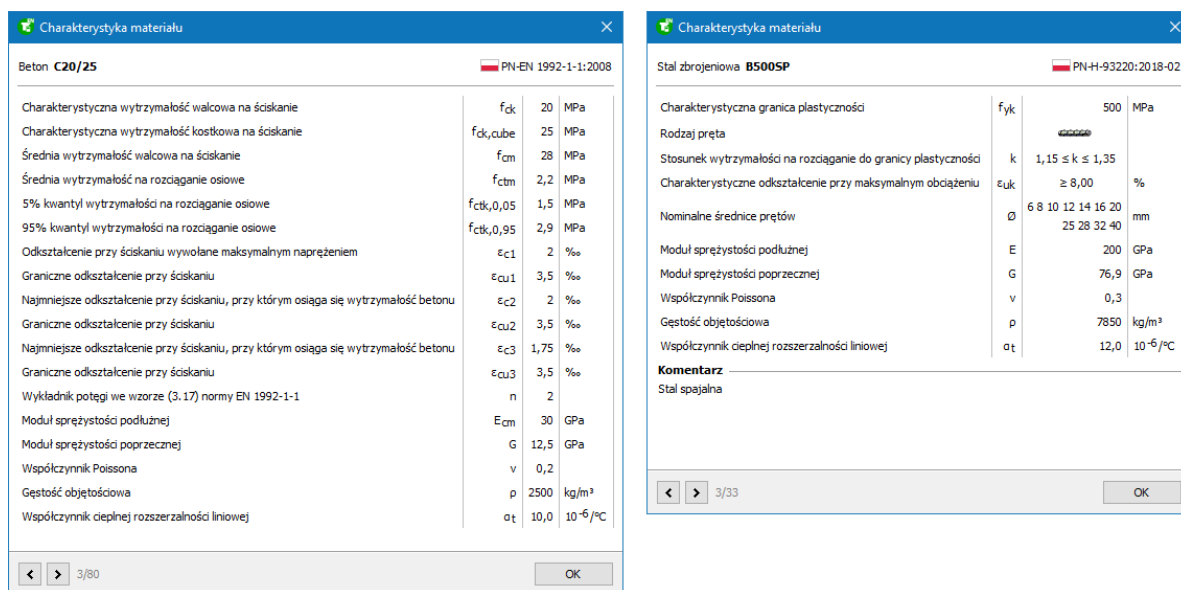 Charakterystyka materiału
Beton C20/25 PN-EN 1992-1-1:2008
Charakterystyczna wytrzymałość walcowa na ściskanie fck 20 MPa
Charakterystyczna wytrzymałość kostkowa na ściskanie fck,cube 25 MPa
Średnia wytrzymałość walcowa na ściskanie fcm 28 MPa
Średnia wytrzymałość na rozciąganie osiowe fctm 2,2 MPa
5% kwantyl wytrzymałości na rozciąganie osiowe fctk,0,05 1,5 MPa
95% kwantyl wytrzymałości na rozciąganie osiowe fctk,0,95 2,9 MPa
Odkształcenie przy ściskaniu wywołane maksymalnym naprężeniem εc1 2 ‰
Graniczne odkształcenie przy ściskaniu εcu1 3,5 ‰
Najmniejsze odkształcenie przy ściskaniu, przy którym osiąga się wytrzymałość betonu εc2 2 ‰
Graniczne odkształcenie przy ściskaniu εcu2 3,5 ‰
Najmniejsze odkształcenie przy ściskaniu, przy którym osiąga się wytrzymałość betonu εc3 1,75 ‰
Graniczne odkształcenie przy ściskaniu εcu3 3,5 ‰
Wykładnik potęgi we wzorze (3.17) normy EN 1992-1-1 n 2
Moduł sprężystości podłużnej Ecm 30 GPa
Moduł sprężystości poprzecznej G 12,5 GPa
Współczynnik Poissona ν 0,2
Gęstość objętościowa ρ 2500 kg/m³
Współczynnik cieplnej rozszerzalności liniowej αt 10,0 10⁻⁶/°C
3/80 OK
Charakterystyka materiału
Stal zbrojeniowa B500SP PN-H-93220:2018-02
Charakterystyczna granica plastyczności fyk 500 MPa
Rodzaj pręta
Stosunek wytrzymałości na rozciąganie do granicy plastyczności k 1,15 ≤ k ≤ 1,35
Charakterystyczne odkształcenie przy maksymalnym obciążeniu εuk ≥ 8,00 %
Nominalne średnice prętów Ø 6 8 10 12 14 16 20
25 28 32 40 mm
Moduł sprężystości podłużnej E 200 GPa
Moduł sprężystości poprzecznej G 76,9 GPa
Współczynnik Poissona ν 0,3
Gęstość objętościowa ρ 7850 kg/m³
Współczynnik cieplnej rozszerzalności liniowej αt 12,0 10⁻⁶/°C
Komentarz
Stal spajalna
3/33 OK